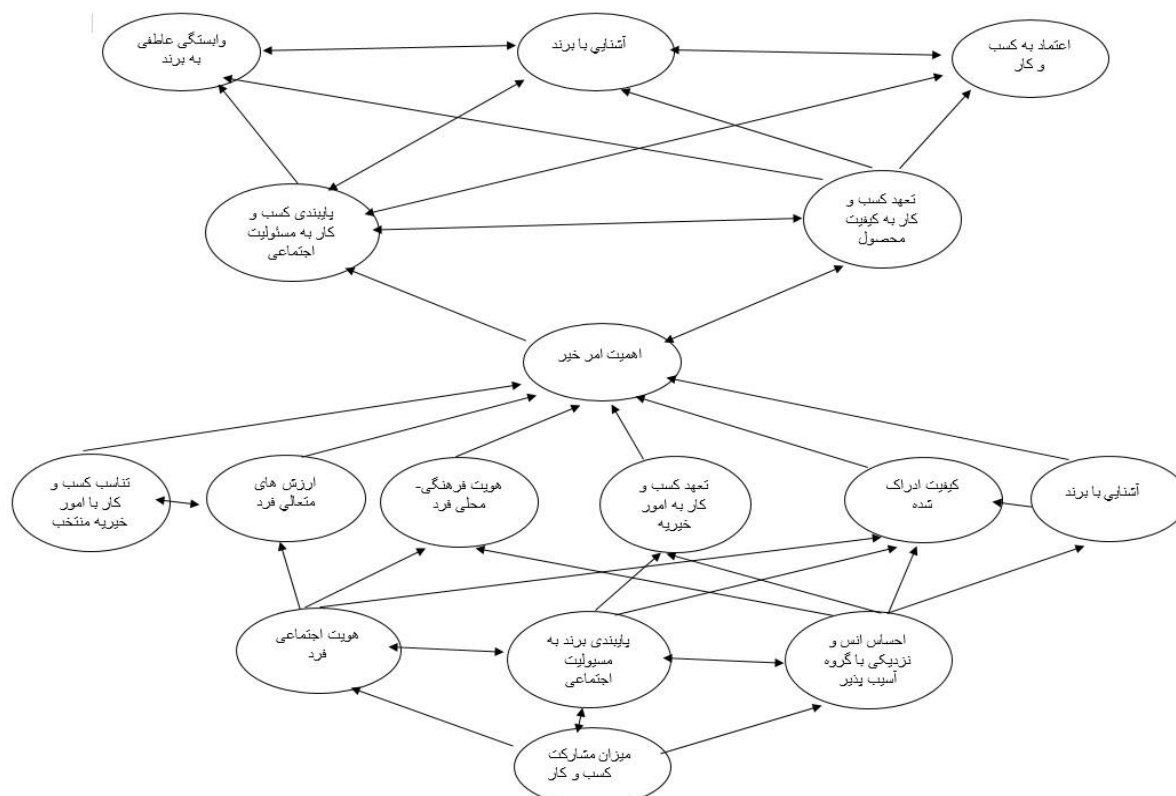 وابستگی عاطفی
به برند
آشنایی با برند
اعتماد به کسب
و کار
پایبندی کسب و
کار به مسئولیت
اجتماعی
تعهد کسب و
کار به کیفیت
محصول
اهمیت امر خیر
تناسب کسب و
کار با امور
خیریه منتخب
ارزش های
متعالی فرد
هویت فرهنگی-
محلی فرد
تعهد کسب و
کار به امور
خیریه
کیفیت ادراک
شده
آشنایی با برند
هویت اجتماعی
فرد
پایبندی برند به
مسیولیت
اجتماعی
احساس انس و
نزدیکی با گروه
آسیب پذیر
میزان مشارکت
کسب و کار